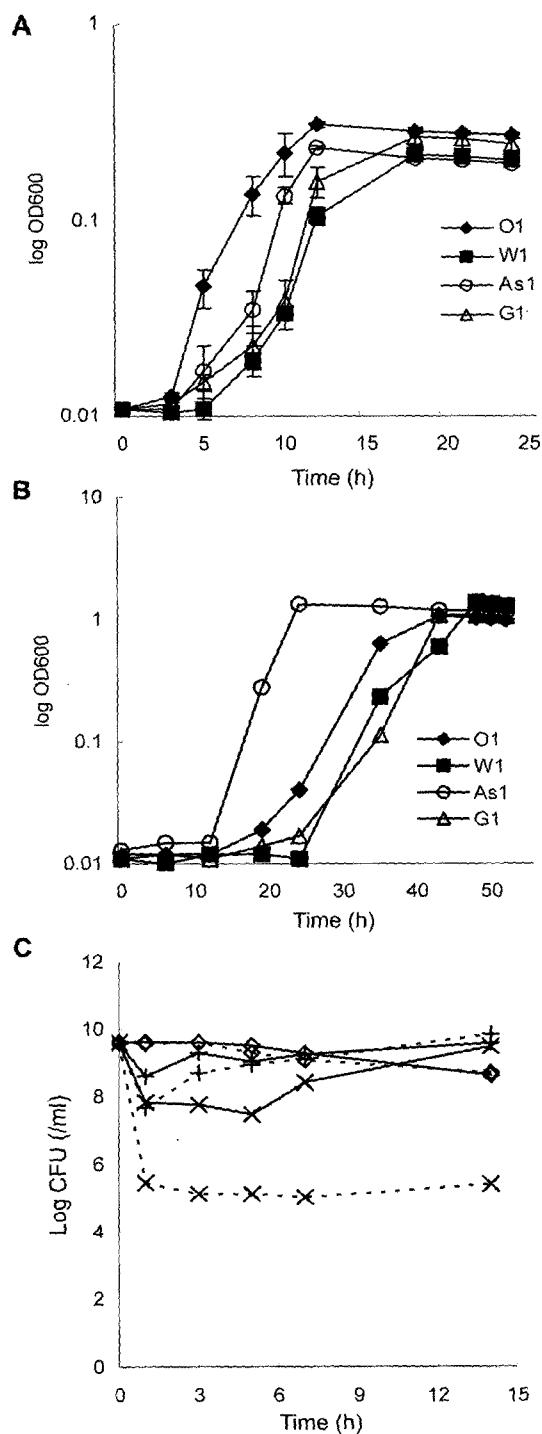 A
1
0.1
0.01
log OD600
O1
W1
As1
G1
0 5 10 15 20 25
Time (h)
B
10
1
0.1
0.01
log OD600
O1
W1
As1
G1
0 10 20 30 40 50
Time (h)
C
12
10
8
6
4
2
0
Log CFU (/ml)
0 3 6 7 12 15
Time (h)